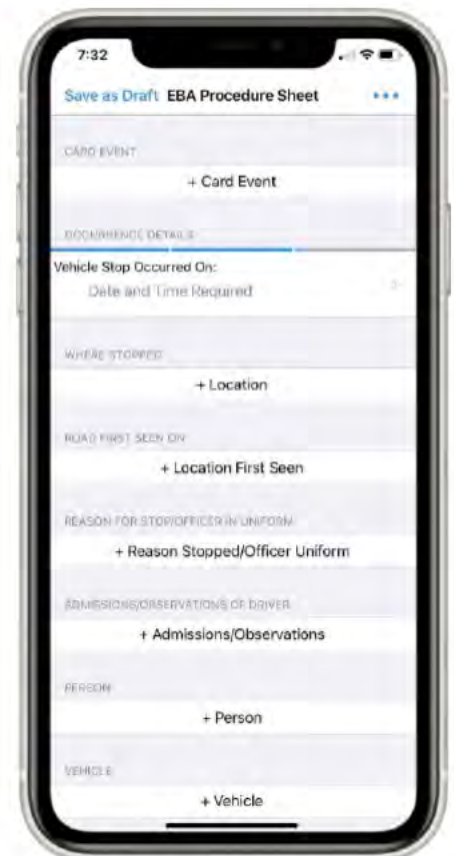 7:32
Save as Draft EBA Procedure Sheet
CARD EVENT
+ Card Event
OCCURRENCE DETAILS
Vehicle Stop Occurred On:
Date and Time Required
WHERE STOPPED
+ Location
ROAD FIRST SEEN ON
+ Location First Seen
REASON FOR STOP/OFFICER IN UNIFORM
+ Reason Stopped/Officer Uniform
ADMISSIONS/OBSERVATIONS OF DRIVER
+ Admissions/Observations
PERSON
+ Person
VEHICLE
+ Vehicle